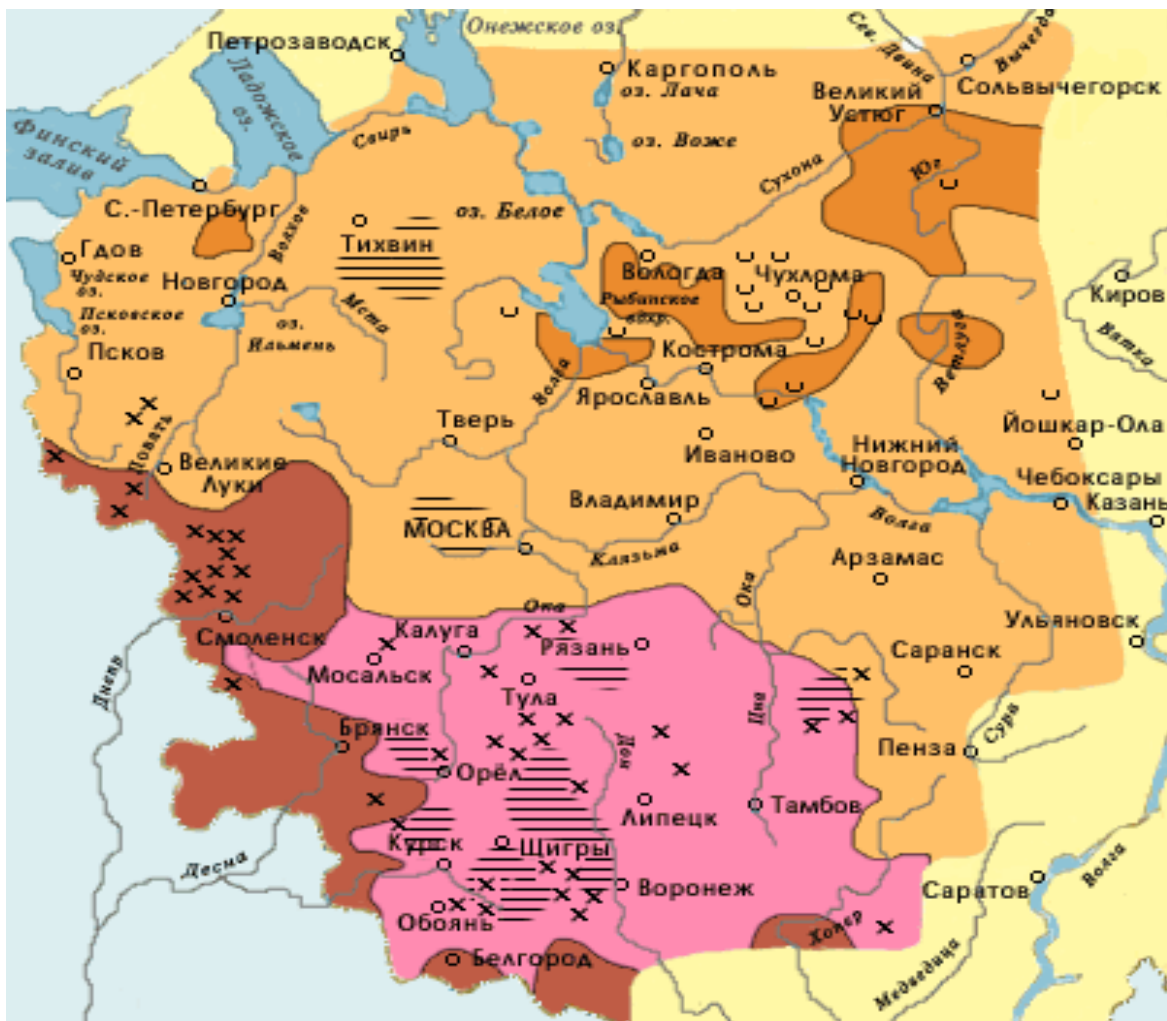 Онежское оз.
Петрозаводск
Каргополь
оз. Лача
Сев. Двина
Вычегда
Сольвычегорск
Великий
Устюг
Ладожское
оз.
Финский
залив
Свирь
оз. Воже
Сухона
Юг
С.-Петербург
Волхов
Тихвин
оз. Белое
Гдов
Чудское
оз.
Новгород
Вологда
Чухлома
Рыбинское
вдхр.
Киров
Псковское
оз.
оз.
Ильмень
Мста
Псков
Кострома
Ветлуга
Вятка
Волга
Ярославль
Тверь
Иваново
Йошкар-Ола
Ловать
Великие
Луки
Нижний
Новгород
Чебоксары
Казань
Владимир
МОСКВА
Волга
Клязьма
Арзамас
Ока
Ока
Смоленск
Калуга
Рязань
Ульяновск
Мосальск
Саранск
Днепр
Тула
Цна
Сура
Брянск
Дон
Пенза
Орёл
Липецк
Тамбов
Курск
Щигры
Десна
Воронеж
Саратов
Волга
Обоянь
Хопер
Белгород
Медведица